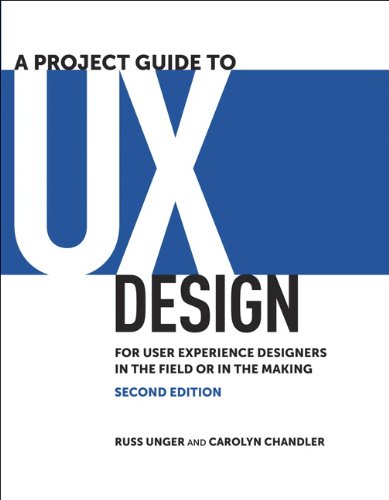 A PROJECT GUIDE TO
UX
DESIGN
FOR USER EXPERIENCE DESIGNERS
IN THE FIELD OR IN THE MAKING
SECOND EDITION
RUSS UNGER AND CAROLYN CHANDLER